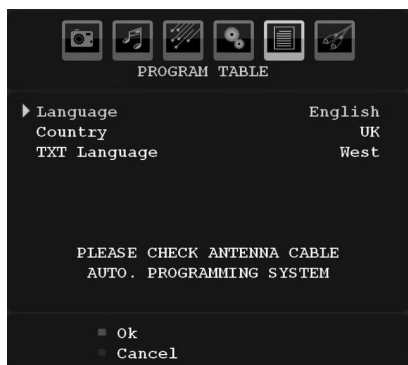 PROGRAM TABLE
Language English
Country UK
TXT Language West
PLEASE CHECK ANTENNA CABLE
AUTO. PROGRAMMING SYSTEM
Ok
Cancel